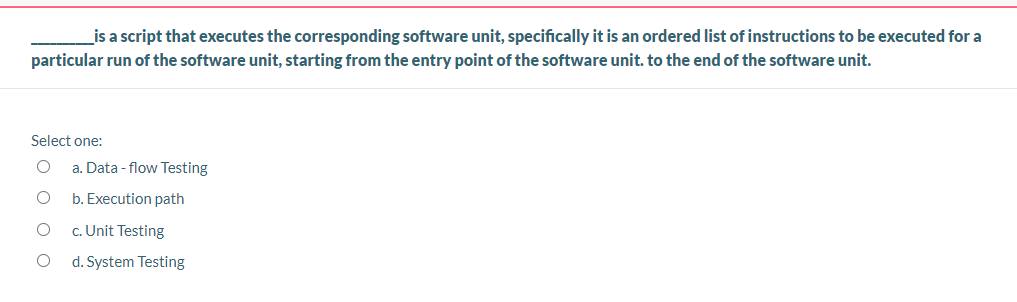 ________is a script that executes the corresponding software unit, specifically it is an ordered list of instructions to be executed for a
particular run of the software unit, starting from the entry point of the software unit. to the end of the software unit.
Select one:
a. Data - flow Testing
b. Execution path
c. Unit Testing
d. System Testing